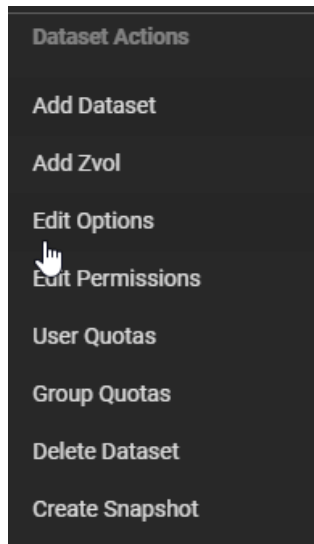 Dataset Actions
Add Dataset
Add Zvol
Edit Options
Edit Permissions
User Quotas
Group Quotas
Delete Dataset
Create Snapshot